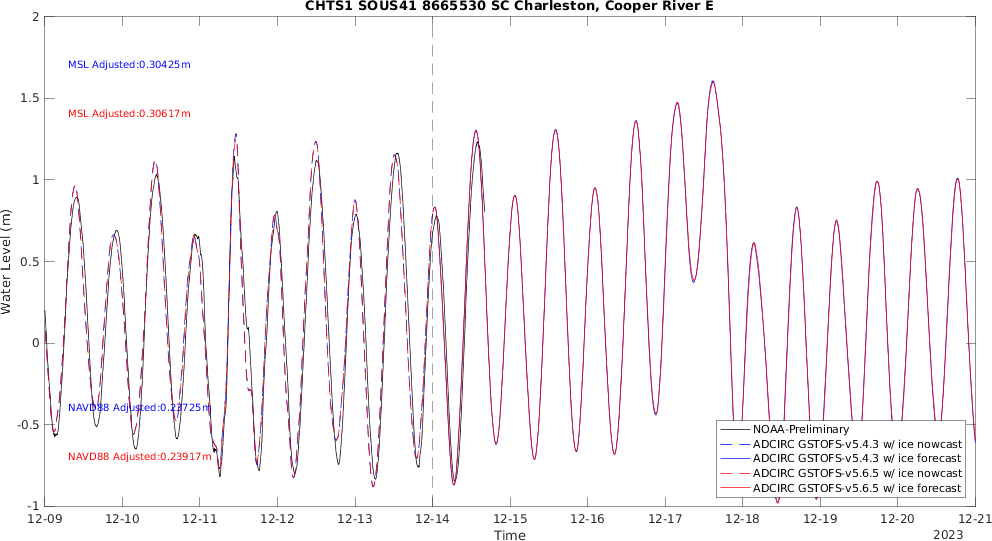 CHTS1 SOUS41 8665530 SC Charleston, Cooper River E
2
1.5
1
0.5
0
-0.5
-1
Water Level (m)
MSL Adjusted:0.30425m
MSL Adjusted:0.30617m
NAVD88 Adjusted:0.23725m
NAVD88 Adjusted:0.23917m
NOAA-Preliminary
ADCIRC GSTOFS-v5.4.3 w/ ice nowcast
ADCIRC GSTOFS-v5.4.3 w/ ice forecast
ADCIRC GSTOFS-v5.6.5 w/ ice nowcast
ADCIRC GSTOFS-v5.6.5 w/ ice forecast
12-09 12-10 12-11 12-12 12-13 12-14 12-15 12-16 12-17 12-18 12-19 12-20 12-21
Time
2023